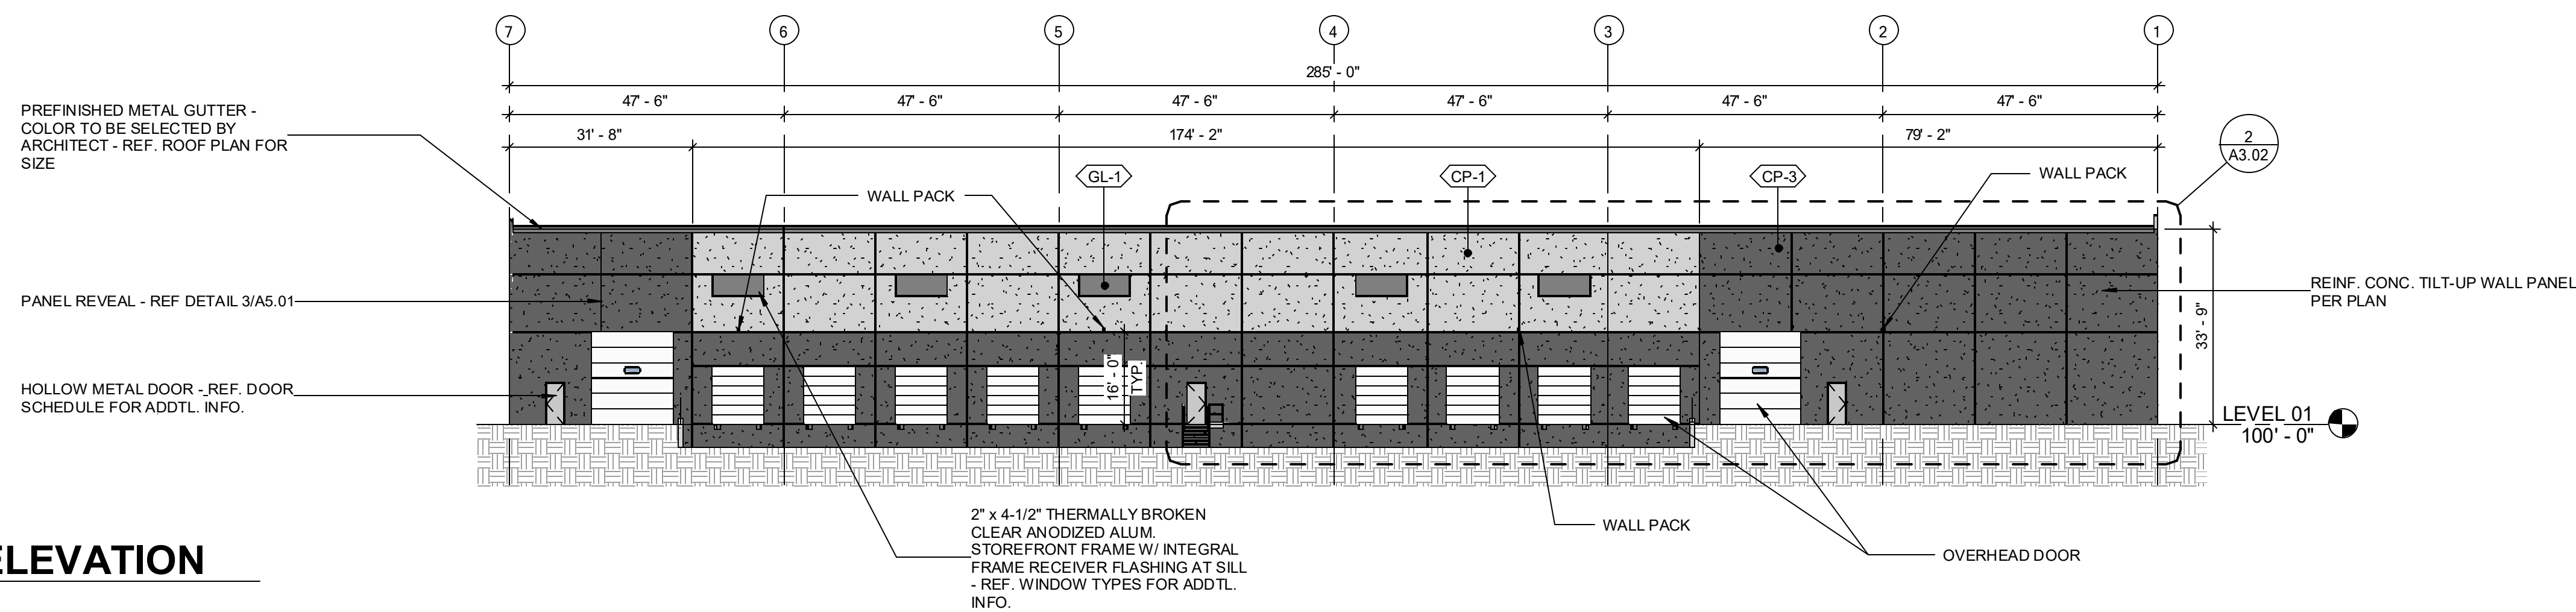 7
6
5
4
3
2
1
285' - 0"
47' - 6"
47' - 6"
47' - 6"
47' - 6"
47' - 6"
47' - 6"
31' - 8"
174' - 2"
79' - 2"
PREFINISHED METAL GUTTER -
COLOR TO BE SELECTED BY
ARCHITECT - REF. ROOF PLAN FOR
SIZE
2
A3.02
GL-1
CP-1
CP-3
WALL PACK
WALL PACK
PANEL REVEAL - REF DETAIL 3/A5.01
REINF. CONC. TILT-UP WALL PANEL
PER PLAN
33' - 9"
16' - 0"
TYP.
HOLLOW METAL DOOR - REF. DOOR
SCHEDULE FOR ADDTL. INFO.
LEVEL 01
100' - 0"
2" x 4-1/2" THERMALLY BROKEN
CLEAR ANODIZED ALUM.
STOREFRONT FRAME W/ INTEGRAL
FRAME RECEIVER FLASHING AT SILL
- REF. WINDOW TYPES FOR ADDTL.
INFO.
WALL PACK
OVERHEAD DOOR
ELEVATION